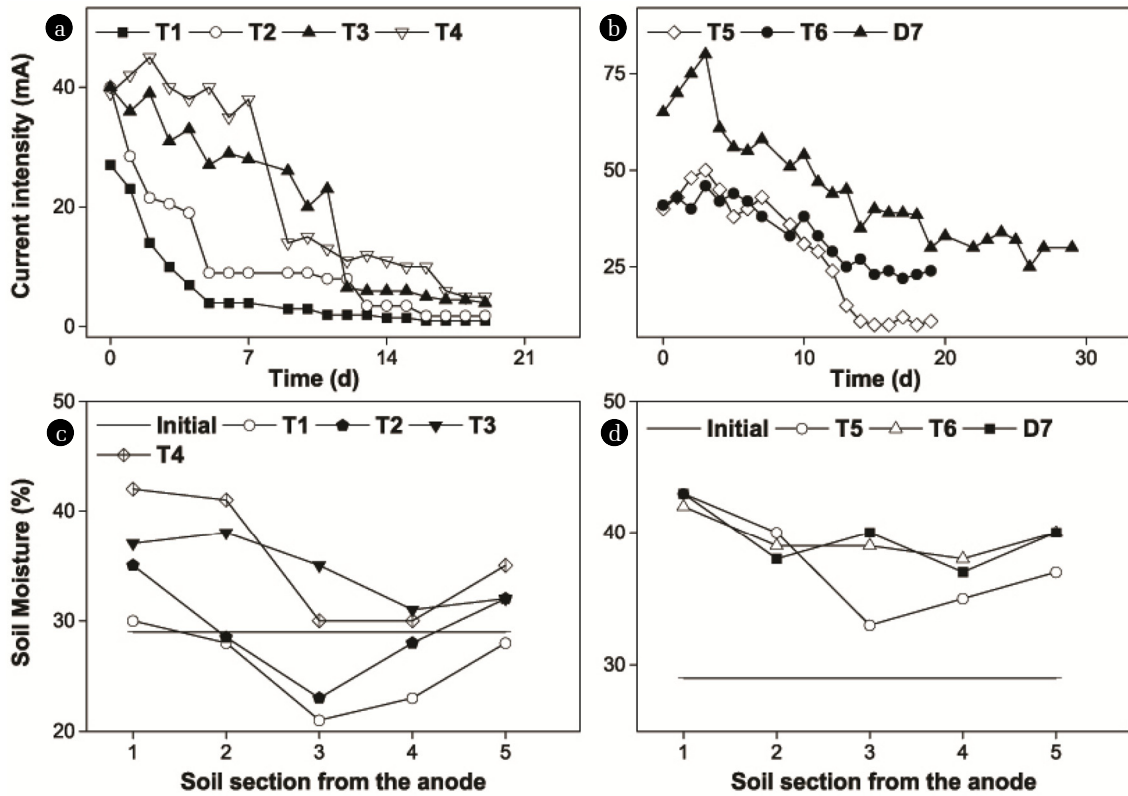 a
T1 T2 T3 T4
Current intensity (mA)
40
20
0
0 7 14 21
Time (d)
b
T5 T6 D7
75
50
25
0 10 20 30
Time (d)
c
Initial T1 T2 T3
T4
Soil Moisture (%)
50
40
30
20
1 2 3 4 5
Soil section from the anode
d
Initial T5 T6 D7
50
40
30
1 2 3 4 5
Soil section from the anode